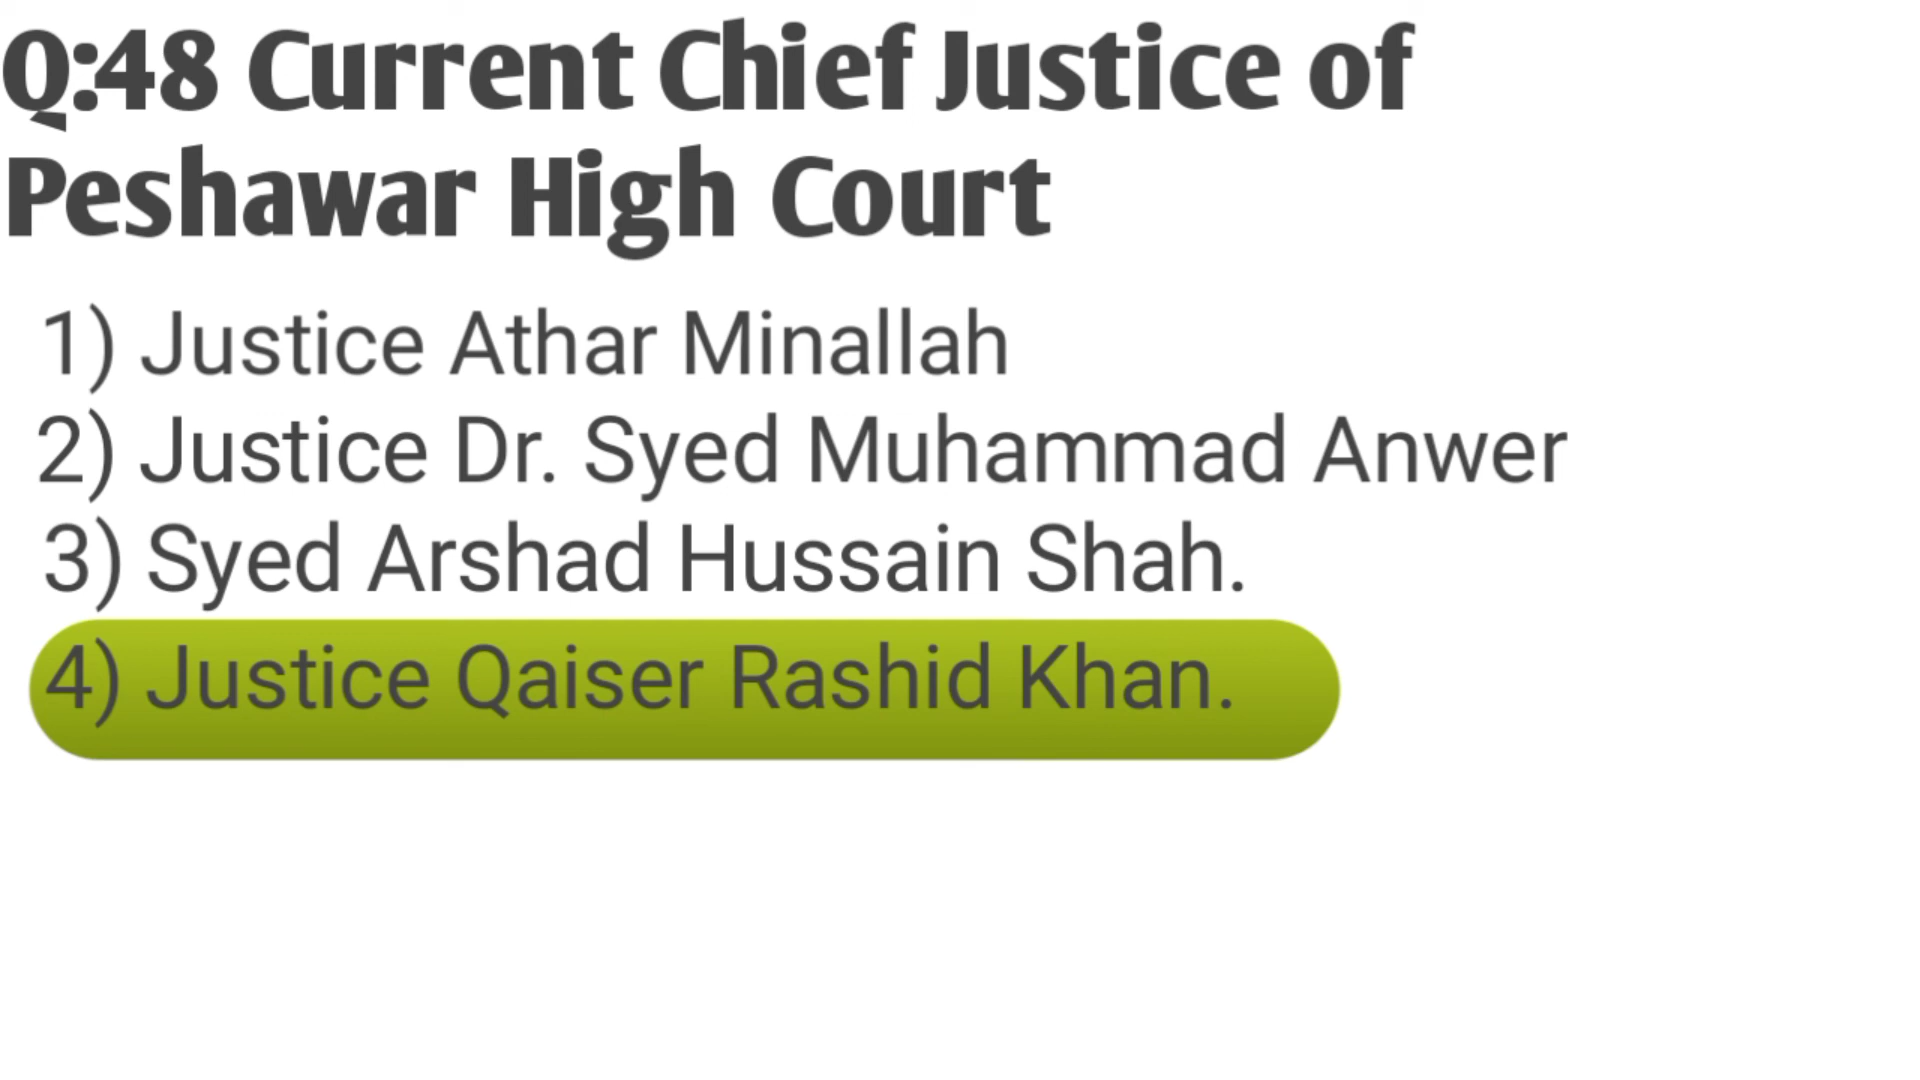 Q:48 Current Chief Justice of
Peshawar High Court
1) Justice Athar Minallah
2) Justice Dr. Syed Muhammad Anwer
3) Syed Arshad Hussain Shah.
4) Justice Qaiser Rashid Khan.